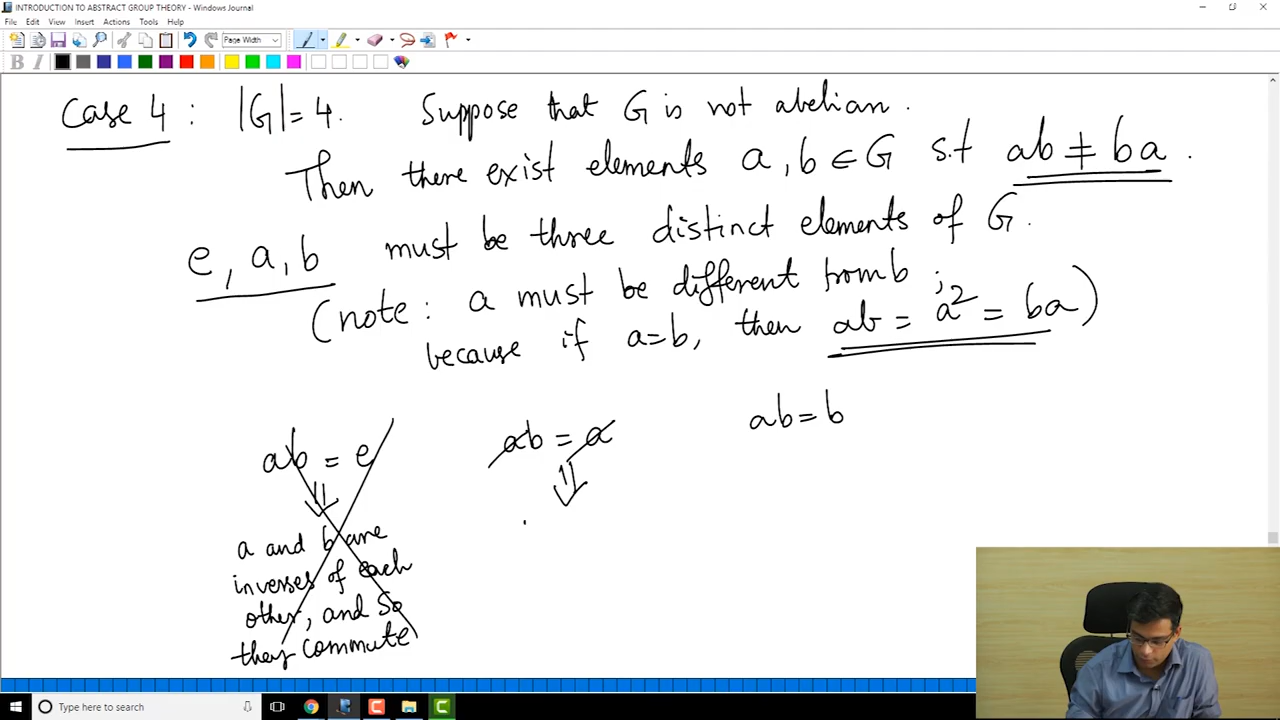 INTRODUCTION TO ABSTRACT GROUP THEORY - Windows Journal
File Edit View Insert Actions Tools Help
Page Width
B I
Case 4 : |G|=4. Suppose that G is not abelian.
Then there exist elements a, b ∈ G s.t ab ≠ ba.
e, a, b must be three distinct elements of G.
(note: a must be different from b;
because if a=b, then ab = a² = ba)
ab = e ab = a ab = b
⇓ ⇓
a and b are
inverses of each
other, and so
they commute
Type here to search